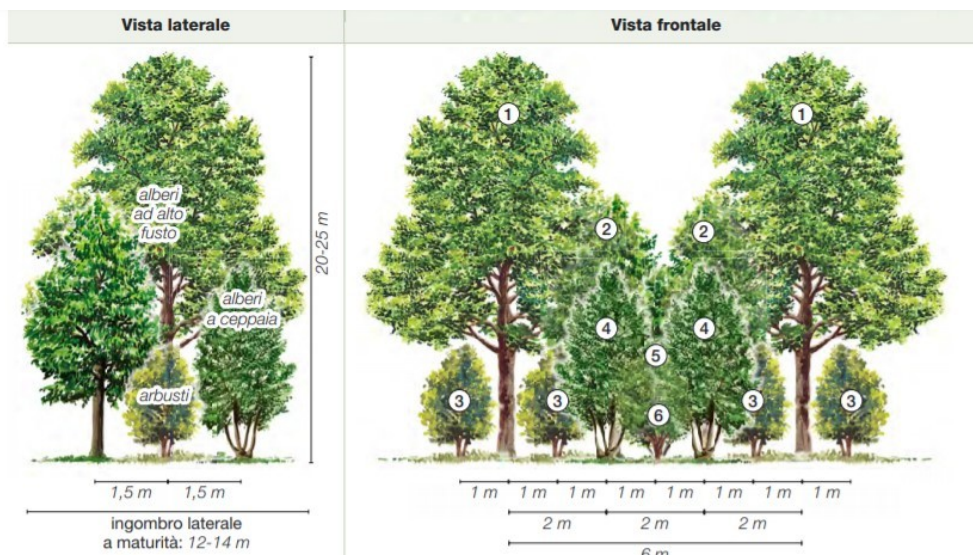 Vista laterale
Vista frontale
alberi
ad alto
fusto
alberi
a ceppaia
arbusti
20-25 m
1,5 m
1,5 m
ingombro laterale
a maturità: 12-14 m
1
1
2
2
4
4
5
3
3
6
3
3
1 m 1 m 1 m 1 m 1 m 1 m 1 m 1 m
2 m 2 m 2 m
6 m